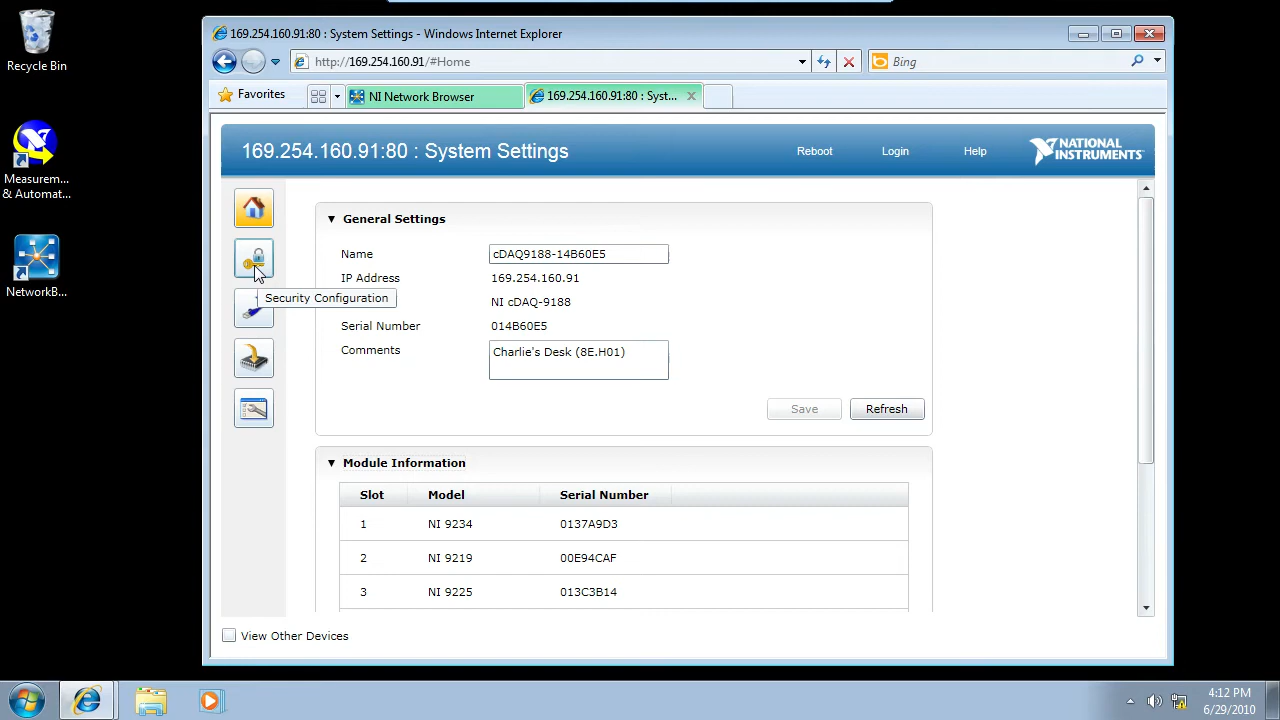 Recycle Bin
Measurem...
& Automat...
NetworkB...
169.254.160.91 : System Settings - Windows Internet Explorer
http://169.254.160.91/#Home
Bing
Favorites
NI Network Browser
169.254.160.91:80 : Syst...
169.254.160.91:80 : System Settings
Reboot
Login
Help
NATIONAL
INSTRUMENTS
General Settings
Name
cDAQ9188-14B60E5
IP Address
169.254.160.91
Security Configuration
NI cDAQ-9188
Serial Number
014B60E5
Comments
Charlie's Desk (8E.H01)
Save
Refresh
Module Information
Slot Model Serial Number
1 NI 9234 0137A9D3
2 NI 9219 00E94CAF
3 NI 9225 013C3B14
View Other Devices
4:12 PM
6/29/2010